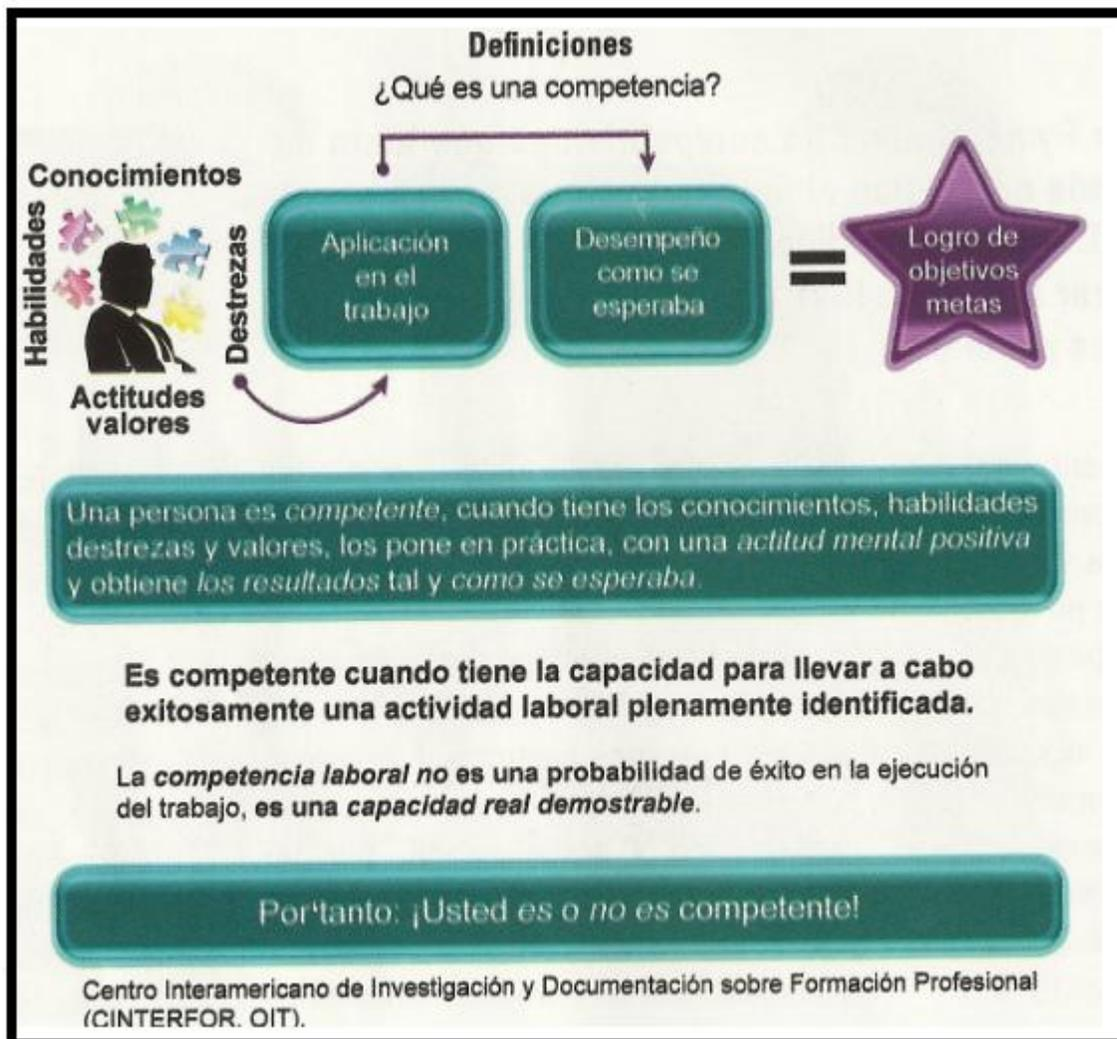 Definiciones
¿Qué es una competencia?
Conocimientos
Habilidades
Destrezas
Actitudes
valores
Aplicación
en el
trabajo
Desempeño
como se
esperaba
=
Logro de
objetivos
metas
Una persona es competente, cuando tiene los conocimientos, habilidades
destrezas y valores, los pone en práctica, con una actitud mental positiva
y obtiene los resultados tal y como se esperaba.
Es competente cuando tiene la capacidad para llevar a cabo
exitosamente una actividad laboral plenamente identificada.
La competencia laboral no es una probabilidad de éxito en la ejecución
del trabajo, es una capacidad real demostrable.
Por'tanto: ¡Usted es o no es competente!
Centro Interamericano de Investigación y Documentación sobre Formación Profesional
(CINTERFOR. OIT).